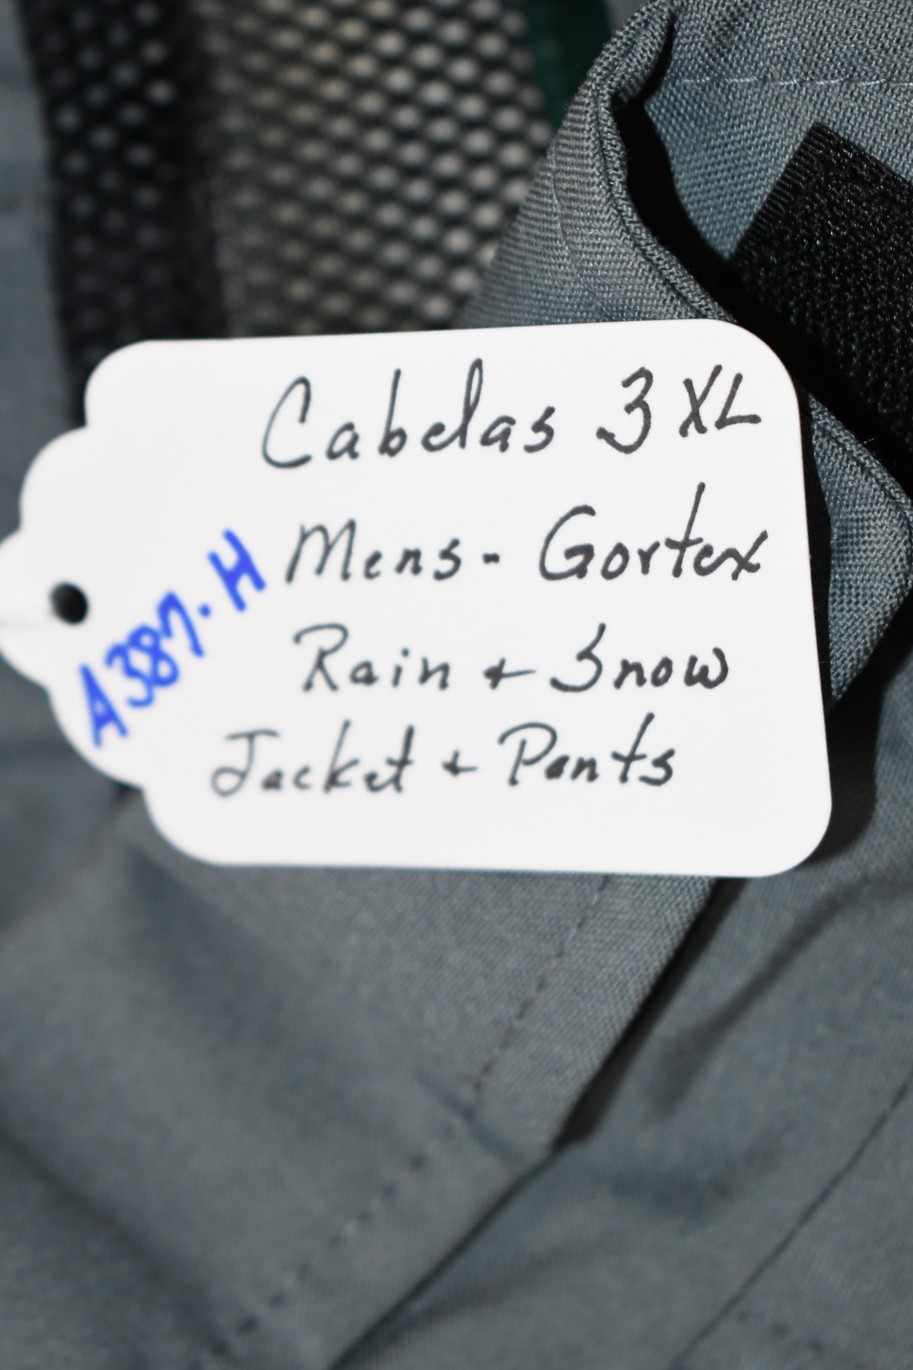 Cabelas 3XL
Mens - Gortex
Rain + Snow
Jacket + Pants
A387-H